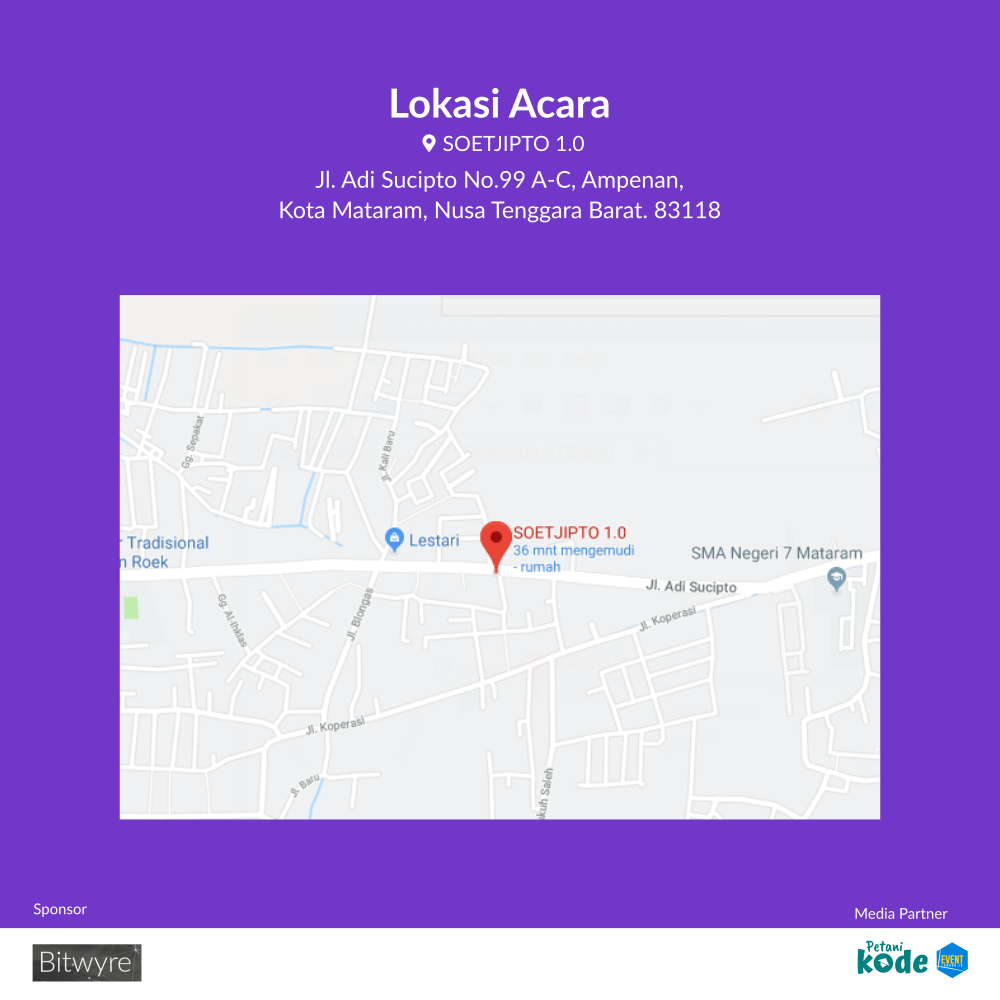 Lokasi Acara
SOETJIPTO 1.0
Jl. Adi Sucipto No.99 A-C, Ampenan,
Kota Mataram, Nusa Tenggara Barat. 83118
Gg. Sepakat
Jl. Kali Baru
r Tradisional
n Roek
Lestari
SOETJIPTO 1.0
36 mnt mengemudi
- rumah
SMA Negeri 7 Mataram
Jl. Adi Sucipto
Gg. Al-Ihklas
Jl. Blongas
Jl. Koperasi
Jl. Koperasi
Jl. Baru
akuh Saleh
Sponsor
Media Partner
Bitwyre
Petani
kode
EVENT